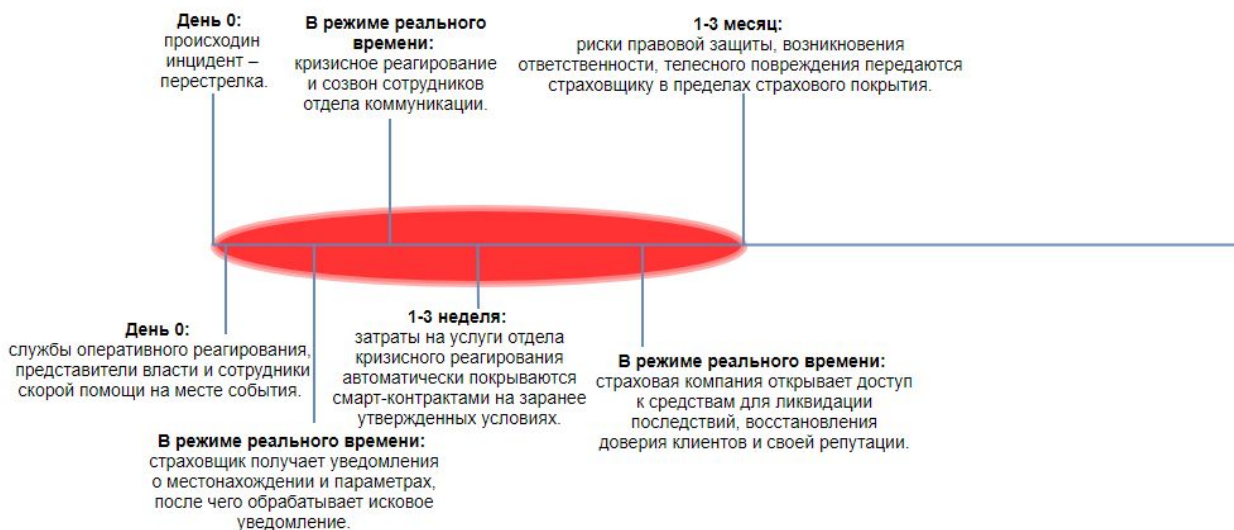 День 0:
происходин
инцидент –
перестрелка.
В режиме реального
времени:
кризисное реагирование
и созвон сотрудников
отдела коммуникации.
1-3 месяц:
риски правовой защиты, возникновения
ответственности, телесного повреждения передаются
страховщику в пределах страхового покрытия.
День 0:
службы оперативного реагирования,
представители власти и сотрудники
скорой помощи на месте события.
В режиме реального времени:
страховщик получает уведомления
о местонахождении и параметрах,
после чего обрабатывает исковое
уведомление.
1-3 неделя:
затраты на услуги отдела
кризисного реагирования
автоматически покрываются
смарт-контрактами на заранее
утвержденных условиях.
В режиме реального времени:
страховая компания открывает доступ
к средствам для ликвидации
последствий, восстановления
доверия клиентов и своей репутации.